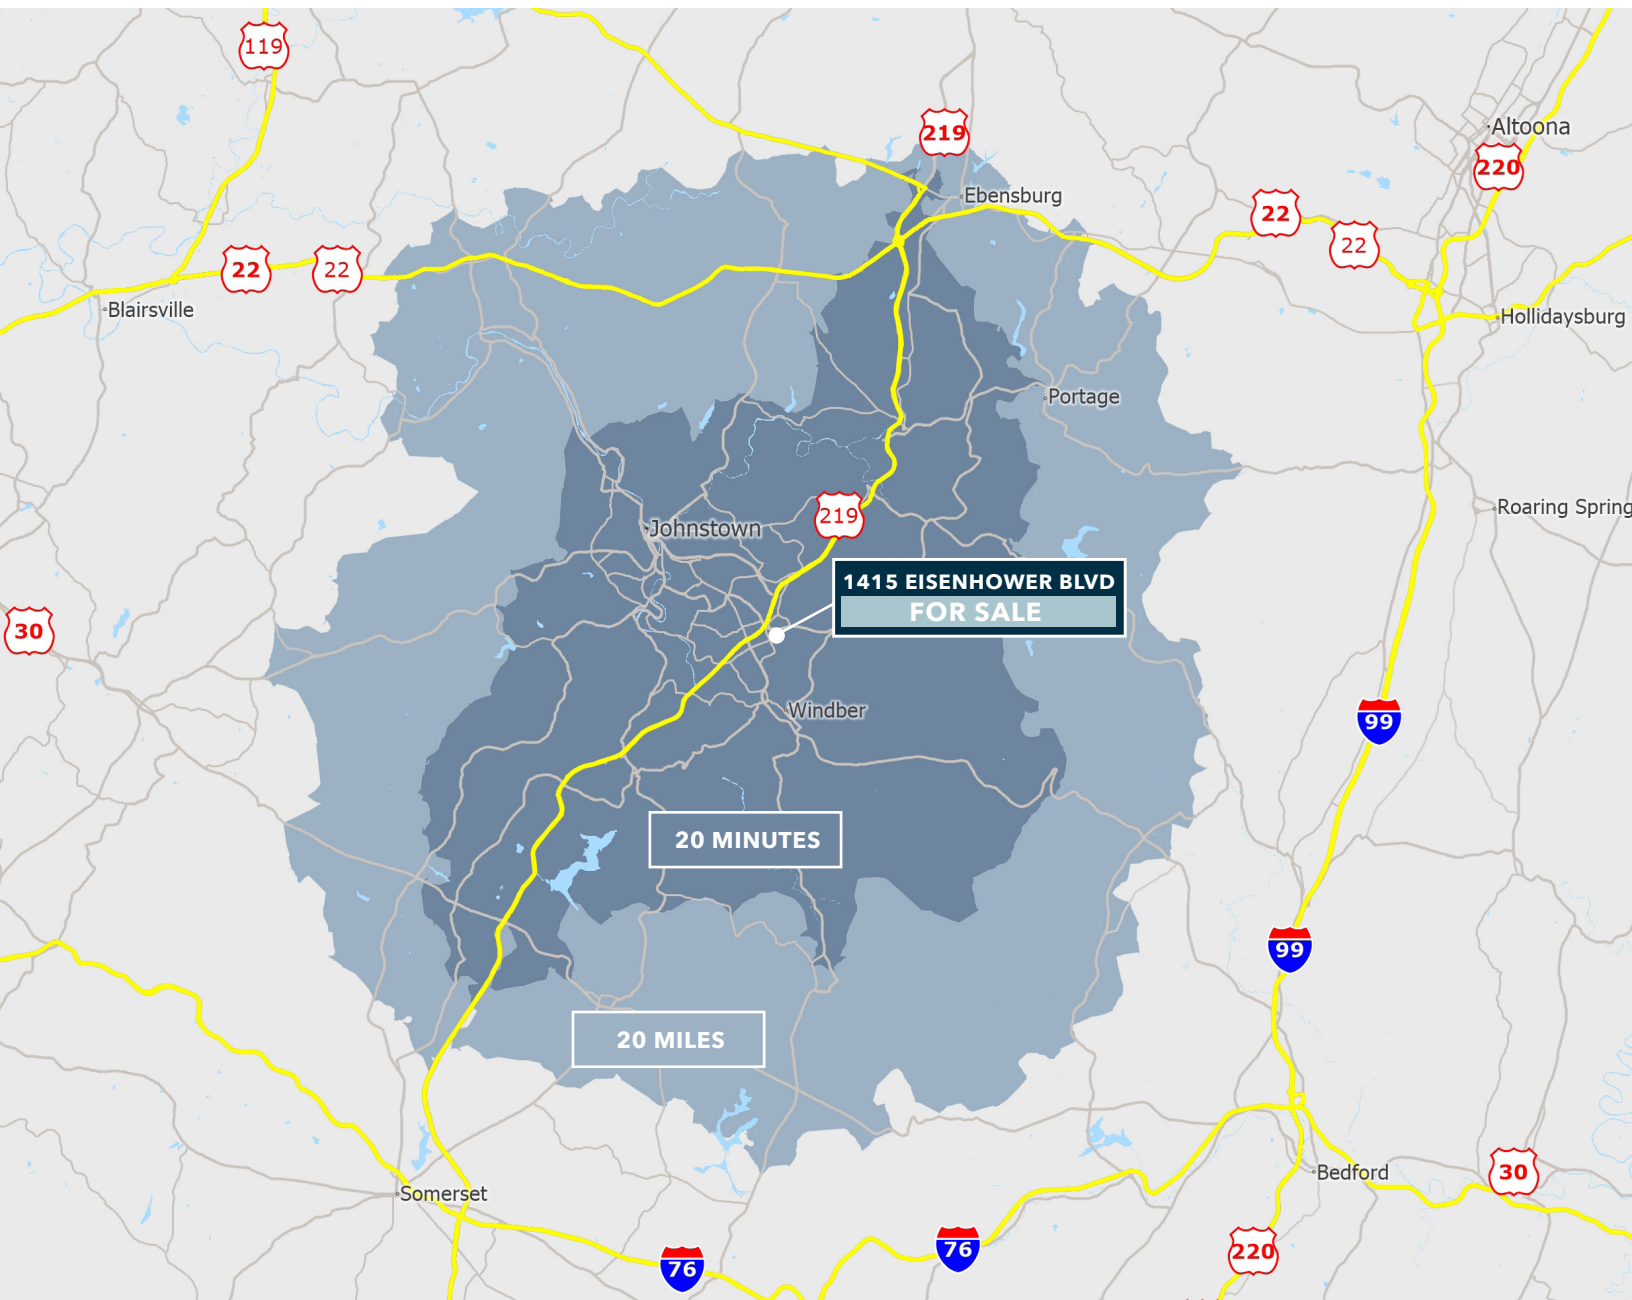 119
219
Altoona
220
Ebensburg
22
22
22
22
Blairsville
Hollidaysburg
Portage
Roaring Spring
219
Johnstown
1415 EISENHOWER BLVD
FOR SALE
30
Windber
99
20 MINUTES
99
20 MILES
Bedford
30
Somerset
220
76
76